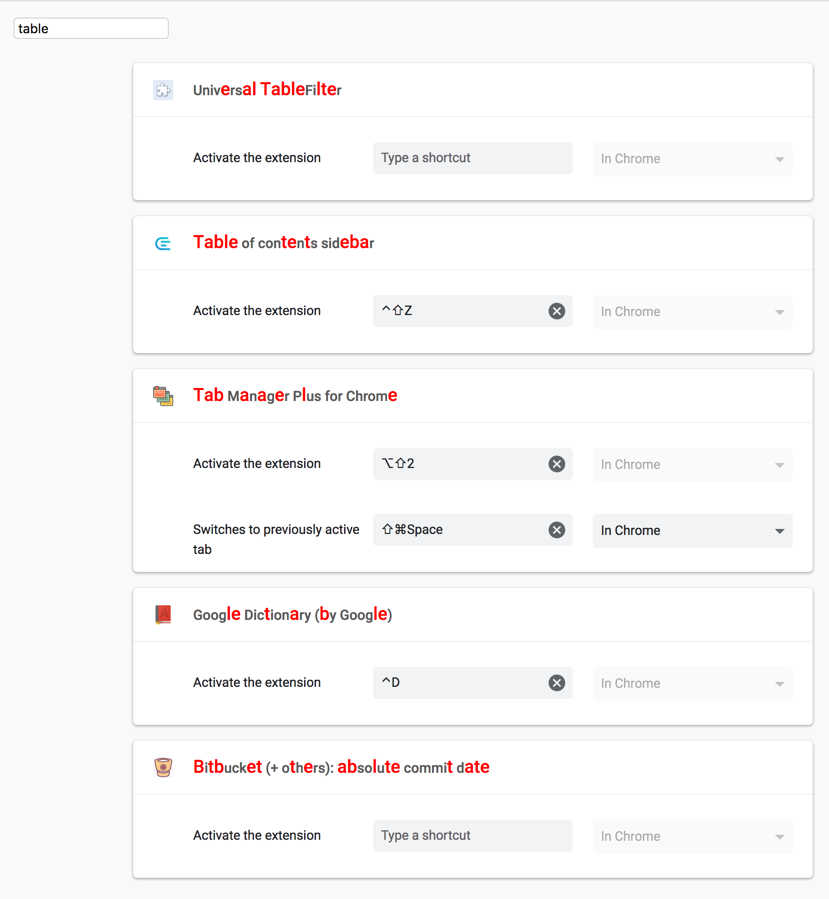 table
Universal TableFilter
Activate the extension Type a shortcut In Chrome
Table of contents sidebar
Activate the extension ^⇧Z In Chrome
Tab Manager Plus for Chrome
Activate the extension ⌥⇧2 In Chrome
Switches to previously active ⇧⌘Space In Chrome
tab
Google Dictionary (by Google)
Activate the extension ^D In Chrome
Bitbucket (+ others): absolute commit date
Activate the extension Type a shortcut In Chrome